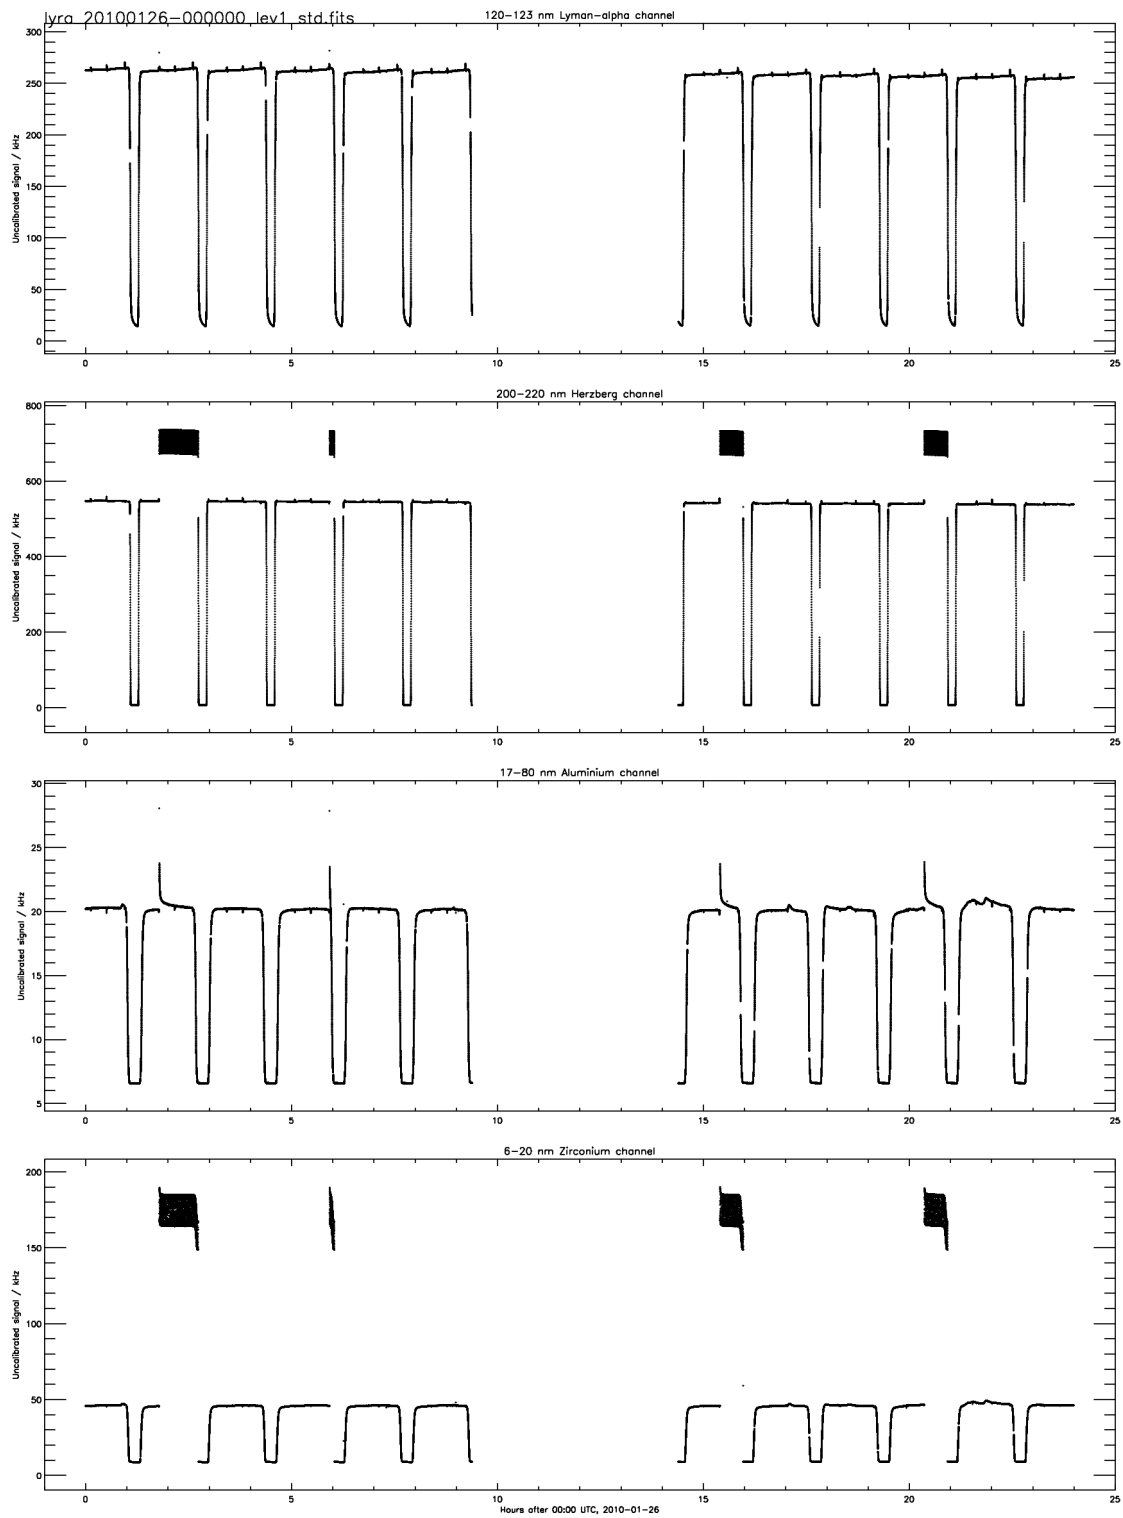 lyra_20100126-000000_lev1_std.fits
120-123 nm Lyman-alpha channel
Uncalibrated signal / kHz
300
250
200
150
100
50
0
0 5 10 15 20 25
200-220 nm Herzberg channel
Uncalibrated signal / kHz
800
600
400
200
0
0 5 10 15 20 25
17-80 nm Aluminium channel
Uncalibrated signal / kHz
30
25
20
15
10
5
0 5 10 15 20 25
6-20 nm Zirconium channel
Uncalibrated signal / kHz
200
150
100
50
0
0 5 10 15 20 25
Hours after 00:00 UTC, 2010-01-26